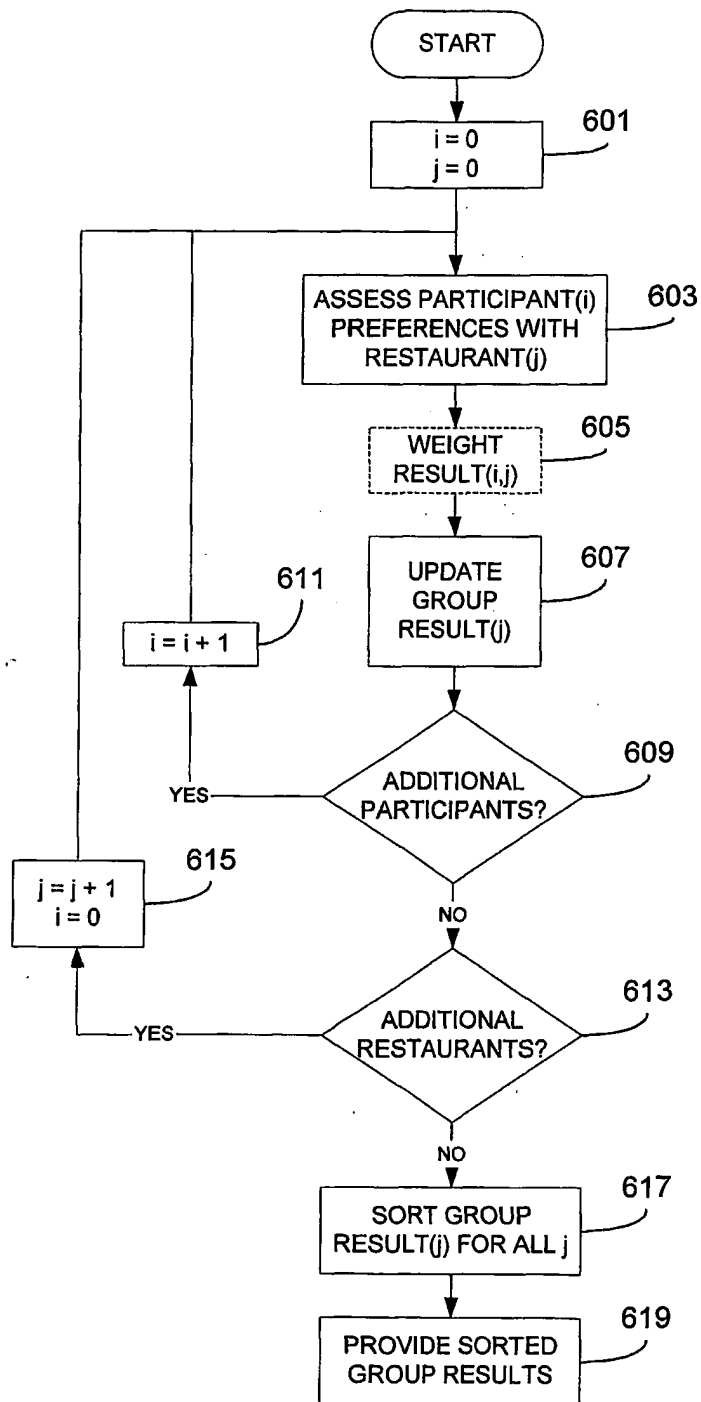 START
601
i = 0
j = 0
ASSESS PARTICIPANT(i)
PREFERENCES WITH
RESTAURANT(j)
603
WEIGHT
RESULT(i,j)
605
UPDATE
GROUP
RESULT(j)
607
611
i = i + 1
ADDITIONAL
PARTICIPANTS?
609
YES
615
j = j + 1
i = 0
NO
ADDITIONAL
RESTAURANTS?
613
YES
NO
SORT GROUP
RESULT(j) FOR ALL j
617
PROVIDE SORTED
GROUP RESULTS
619